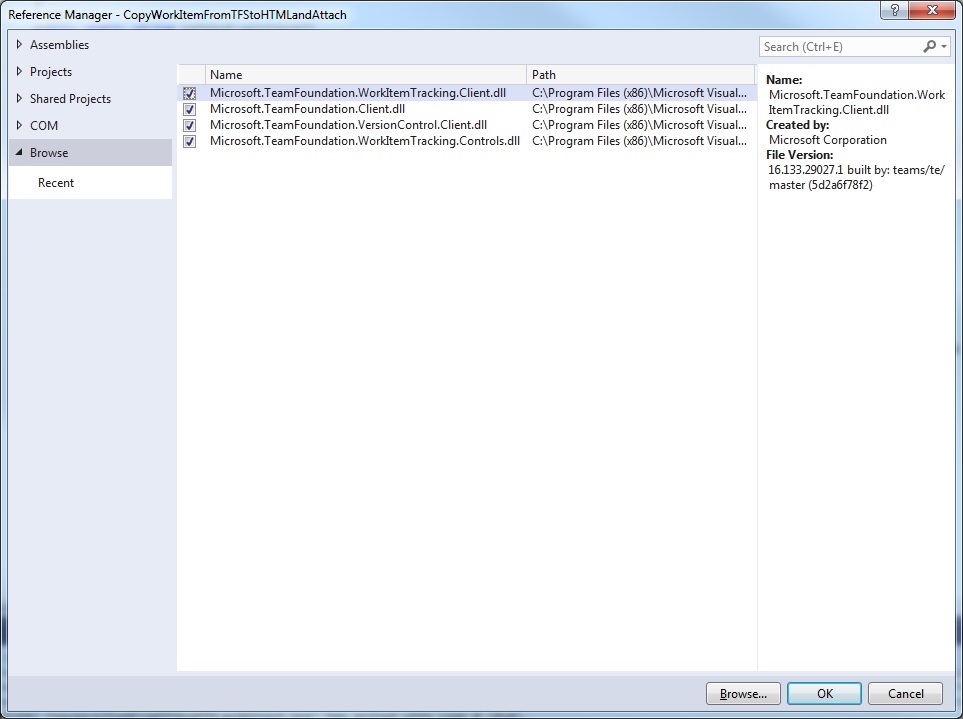 Reference Manager - CopyWorkItemFromTFStoHTMLandAttach
?
Assemblies
Projects
Shared Projects
COM
Browse
Recent
Name Path
Microsoft.TeamFoundation.WorkItemTracking.Client.dll C:\Program Files (x86)\Microsoft Visual...
Microsoft.TeamFoundation.Client.dll C:\Program Files (x86)\Microsoft Visual...
Microsoft.TeamFoundation.VersionControl.Client.dll C:\Program Files (x86)\Microsoft Visual...
Microsoft.TeamFoundation.WorkItemTracking.Controls.dll C:\Program Files (x86)\Microsoft Visual...
Search (Ctrl+E)
Name:
Microsoft.TeamFoundation.Work
ItemTracking.Client.dll
Created by:
Microsoft Corporation
File Version:
16.133.29027.1 built by: teams/te/
master (5d2a6f78f2)
Browse... OK Cancel